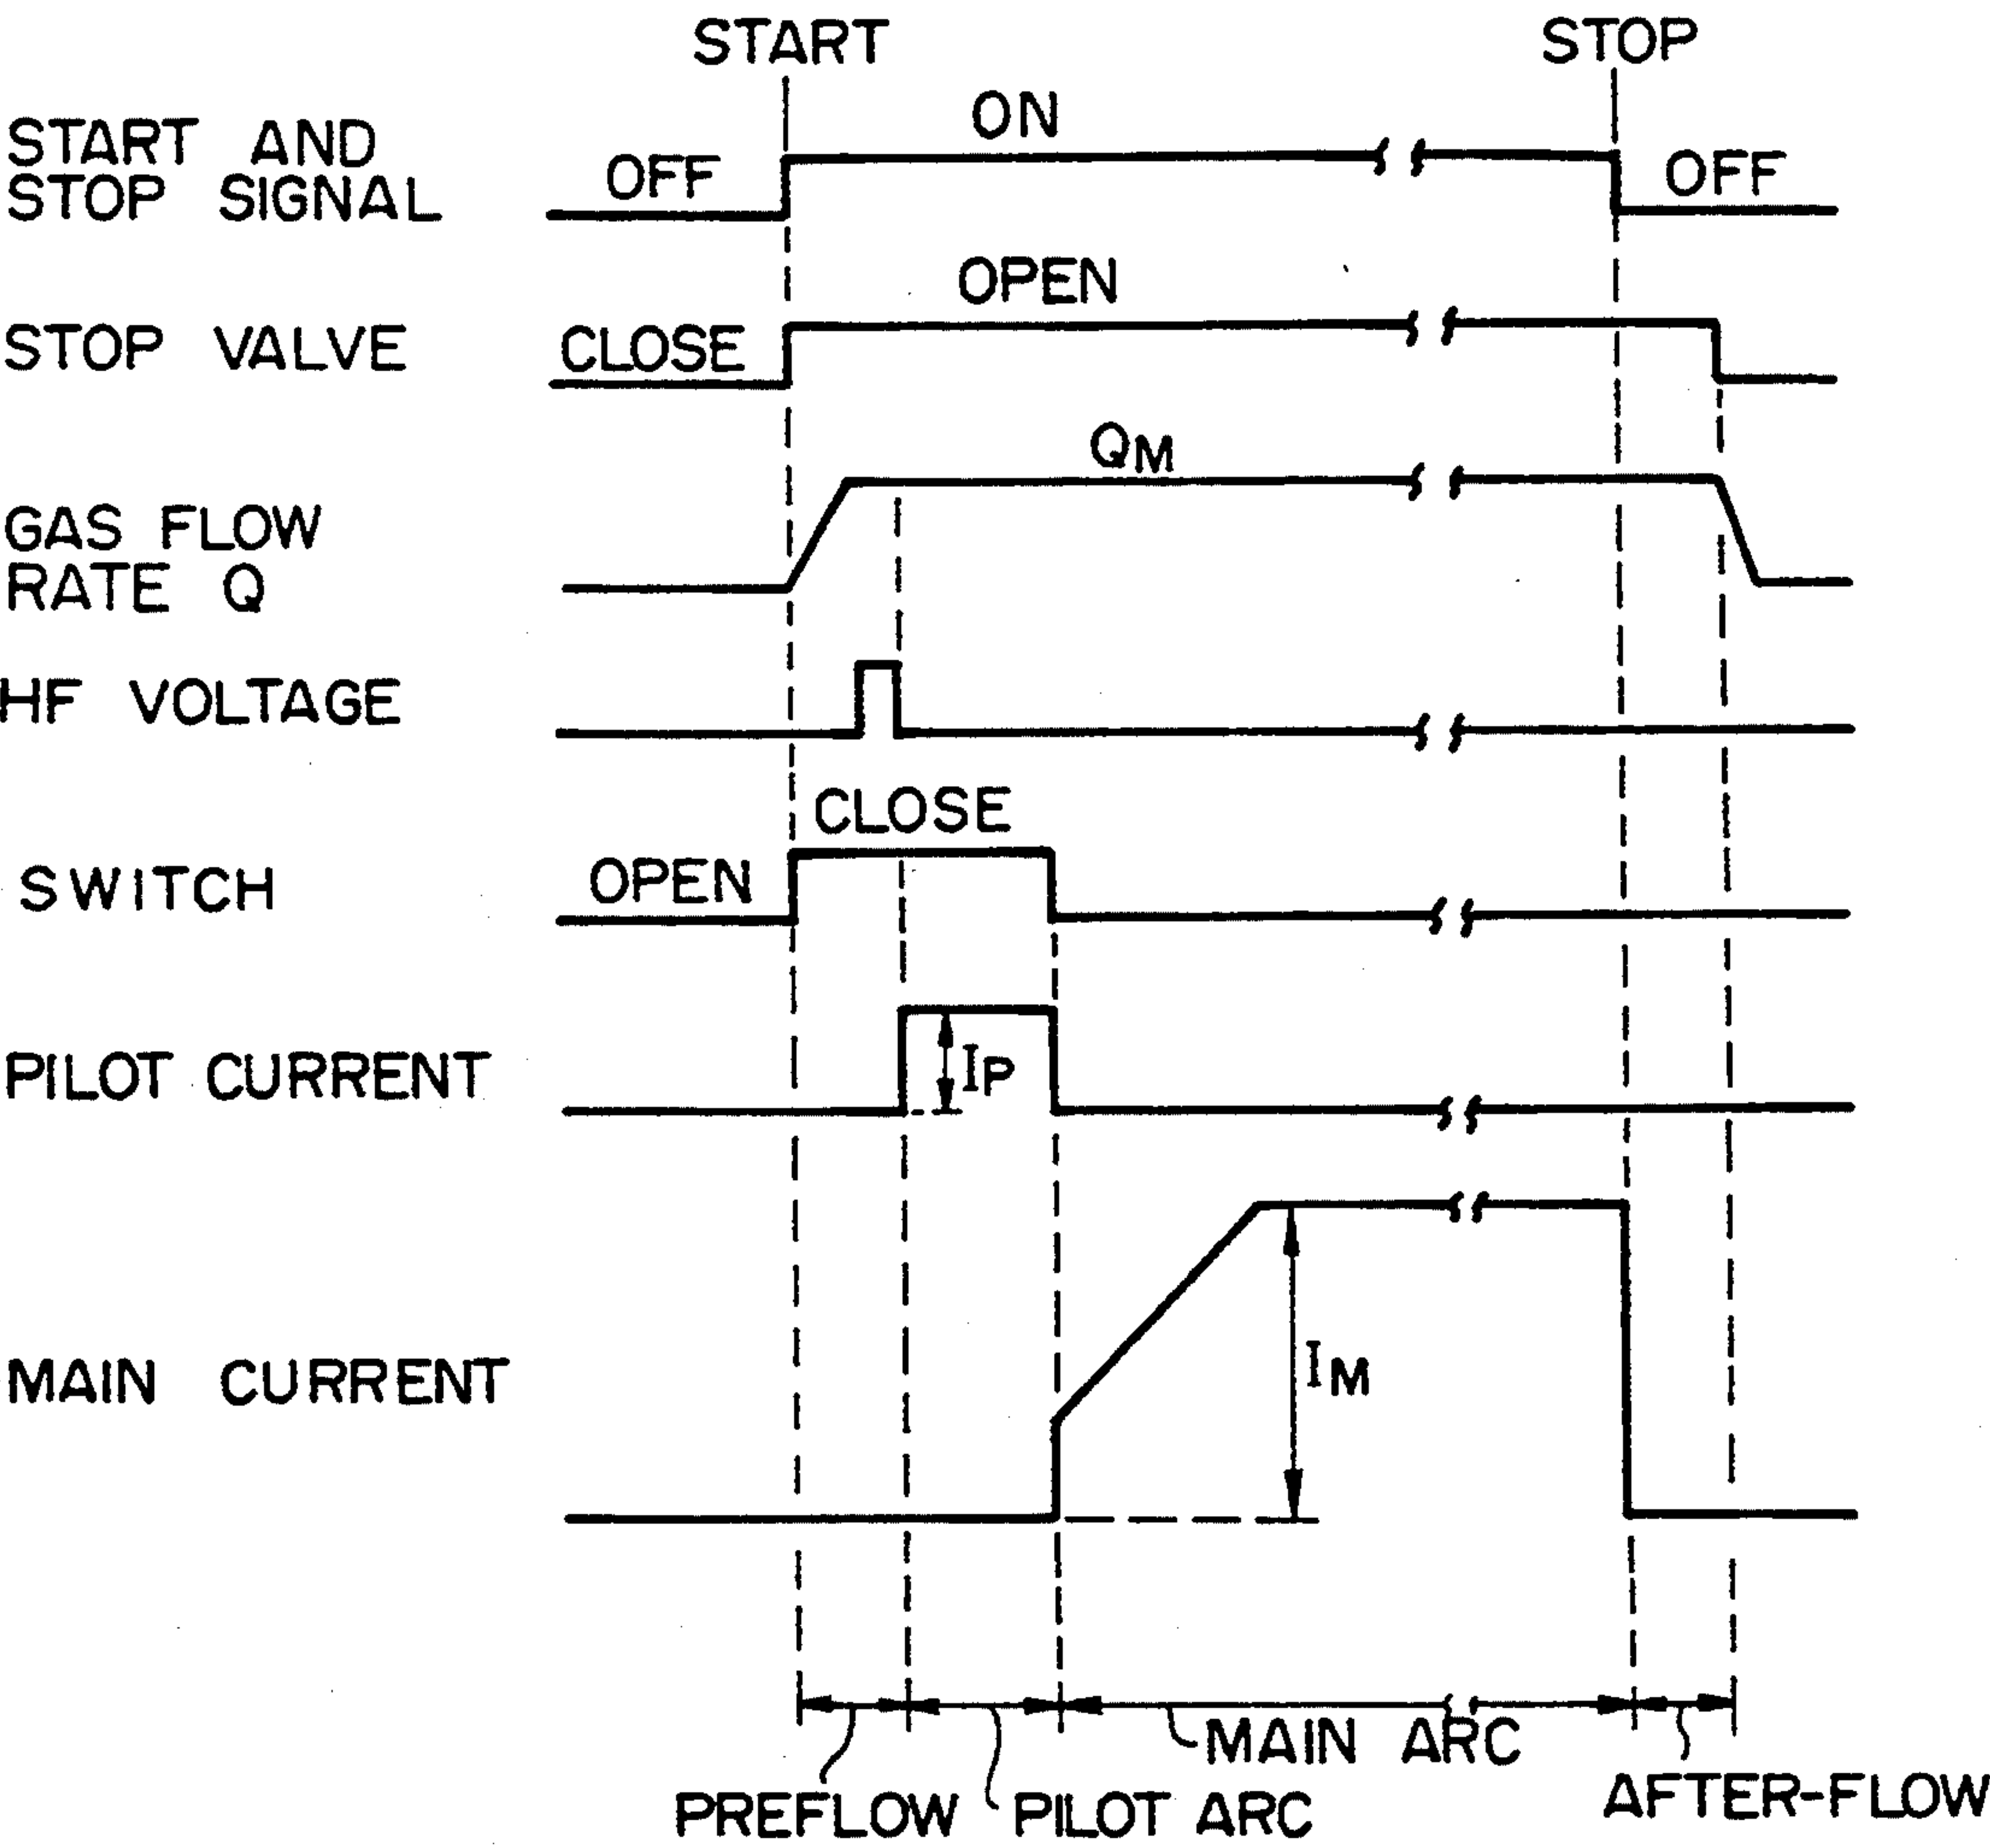 START
STOP
START AND
STOP SIGNAL
OFF
ON
OFF
STOP VALVE
CLOSE
OPEN
GAS FLOW
RATE Q
QM
HF VOLTAGE
SWITCH
OPEN
CLOSE
PILOT CURRENT
IP
MAIN CURRENT
IM
PREFLOW
PILOT ARC
MAIN ARC
AFTER-FLOW